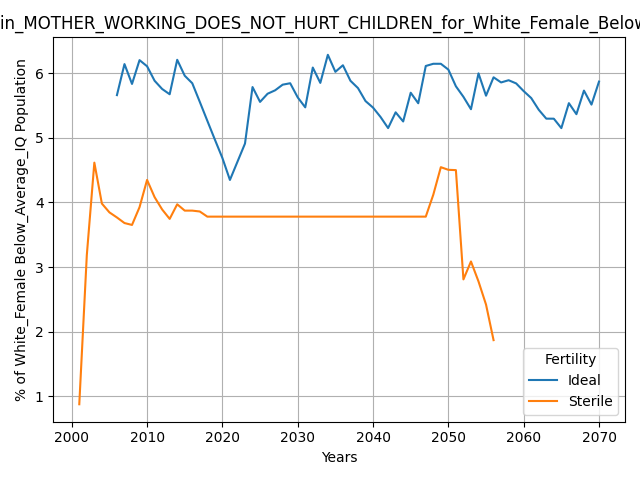 in_MOTHER_WORKING_DOES_NOT_HURT_CHILDREN_for_White_Female_Below
% of White_Female Below_Average_IQ Population
6
5
4
3
2
1
Fertility
Ideal
Sterile
2000 2010 2020 2030 2040 2050 2060 2070
Years